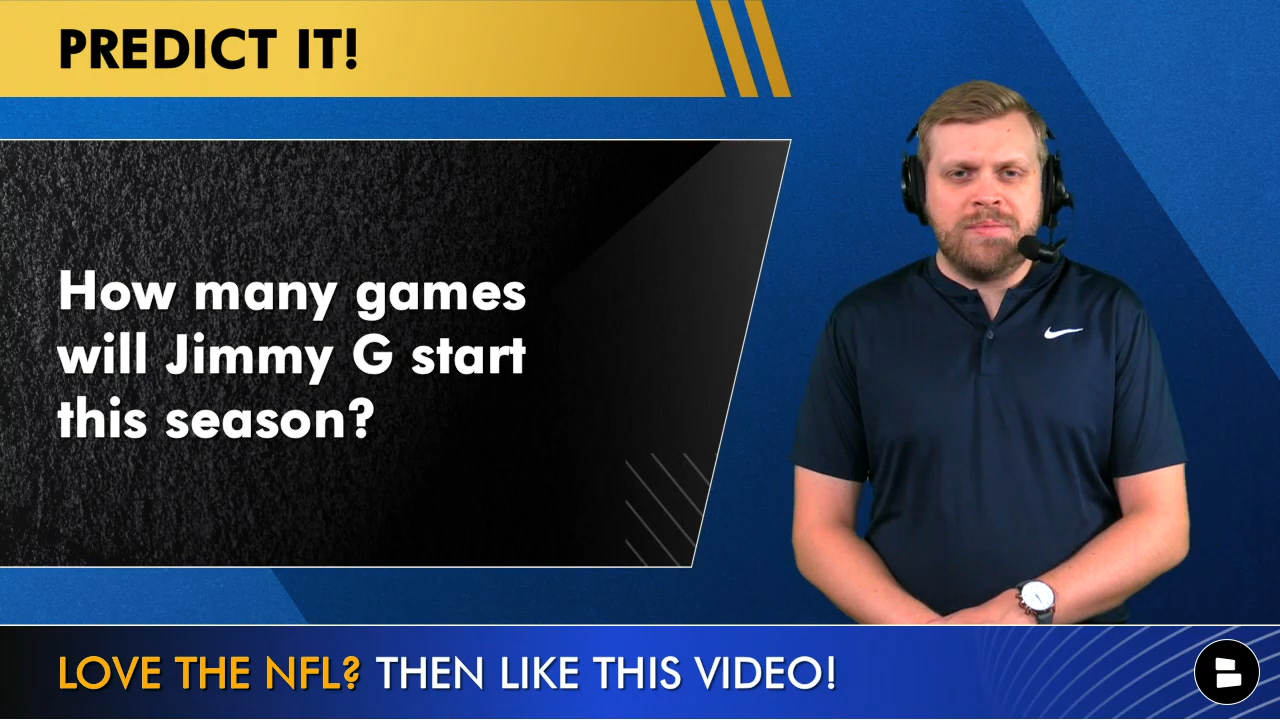 PREDICT IT!
How many games
will Jimmy G start
this season?
LOVE THE NFL? THEN LIKE THIS VIDEO!